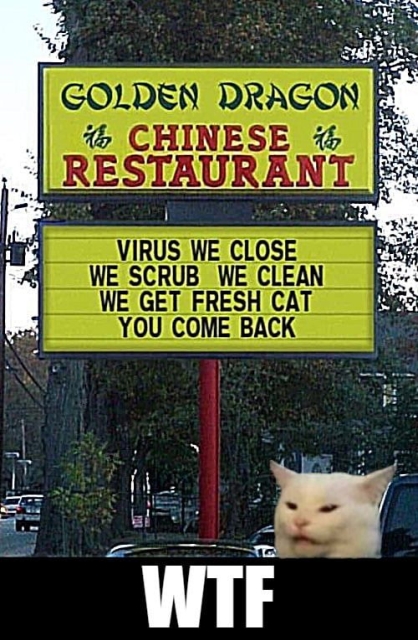 GOLDEN DRAGON
福 CHINESE 福
RESTAURANT
VIRUS WE CLOSE
WE SCRUB WE CLEAN
WE GET FRESH CAT
YOU COME BACK
WTF